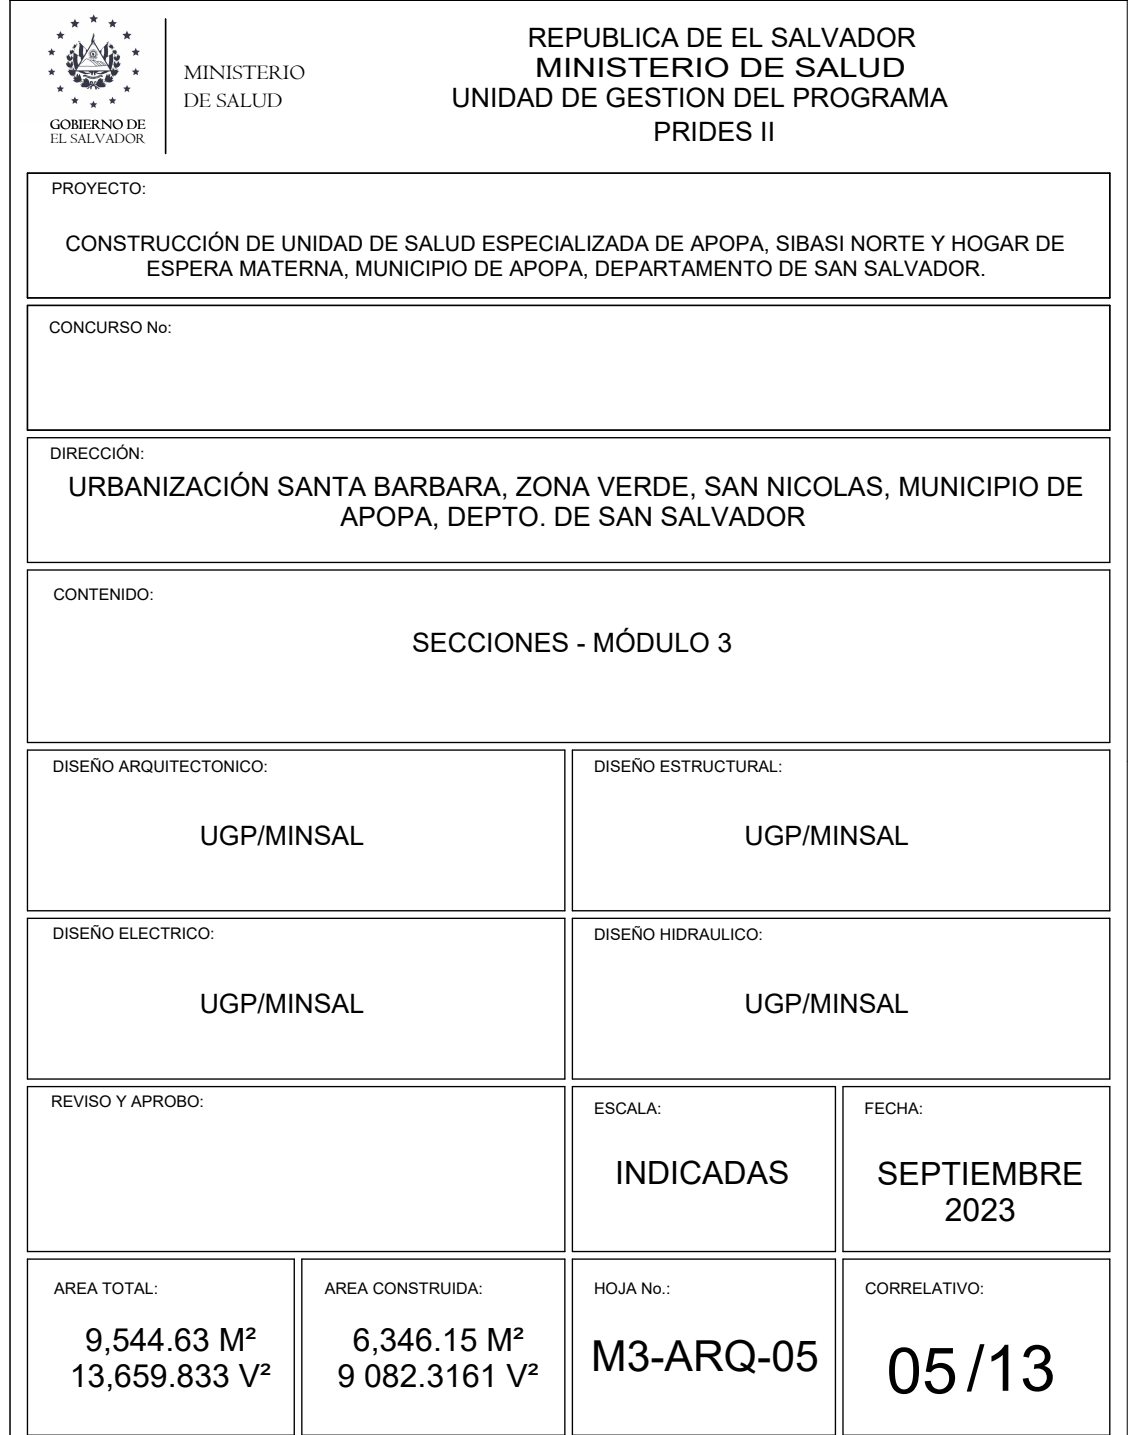 GOBIERNO DE
EL SALVADOR
MINISTERIO
DE SALUD
REPUBLICA DE EL SALVADOR
MINISTERIO DE SALUD
UNIDAD DE GESTION DEL PROGRAMA
PRIDES II
PROYECTO:
CONSTRUCCIÓN DE UNIDAD DE SALUD ESPECIALIZADA DE APOPA, SIBASI NORTE Y HOGAR DE
ESPERA MATERNA, MUNICIPIO DE APOPA, DEPARTAMENTO DE SAN SALVADOR.
CONCURSO No:
DIRECCIÓN:
URBANIZACIÓN SANTA BARBARA, ZONA VERDE, SAN NICOLAS, MUNICIPIO DE
APOPA, DEPTO. DE SAN SALVADOR
CONTENIDO:
SECCIONES - MÓDULO 3
DISEÑO ARQUITECTONICO:
UGP/MINSAL
DISEÑO ESTRUCTURAL:
UGP/MINSAL
DISEÑO ELECTRICO:
UGP/MINSAL
DISEÑO HIDRAULICO:
UGP/MINSAL
REVISO Y APROBO:
ESCALA:
INDICADAS
FECHA:
SEPTIEMBRE
2023
AREA TOTAL:
9,544.63 M²
13,659.833 V²
AREA CONSTRUIDA:
6,346.15 M²
9 082.3161 V²
HOJA No.:
M3-ARQ-05
CORRELATIVO:
05/13